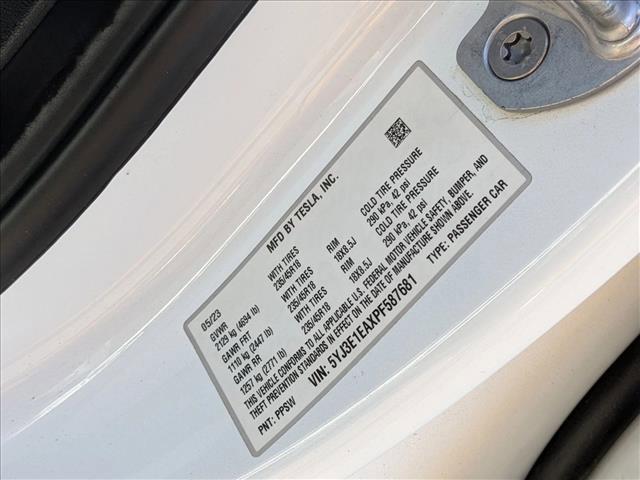 MFD BY TESLA, INC.
05/23
GVWR WITH TIRES RIM COLD TIRE PRESSURE
2129 kg (4694 lb) 235/45R18 18X8.5J 290 kPa, 42 psi
GAWR FRT WITH TIRES RIM COLD TIRE PRESSURE
1110 kg (2447 lb) 235/45R18 18X8.5J 290 kPa, 42 psi
GAWR RR WITH TIRES
1257 kg (2771 lb) 235/45R18
THIS VEHICLE CONFORMS TO ALL APPLICABLE U.S. FEDERAL MOTOR VEHICLE SAFETY, BUMPER, AND
THEFT PREVENTION STANDARDS IN EFFECT ON THE DATE OF MANUFACTURE SHOWN ABOVE.
VIN: 5YJ3E1EAXPF587681 TYPE: PASSENGER CAR
PNT: PPSW